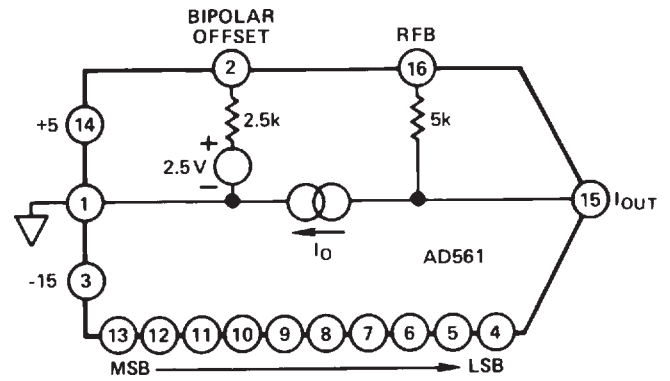 BIPOLAR
OFFSET
RFB
2
16
2.5k
5k
+5
14
+
2.5V
−
1
15
IOUT
IO
-15
3
AD561
13 12 11 10 9 8 7 6 5 4
MSB LSB